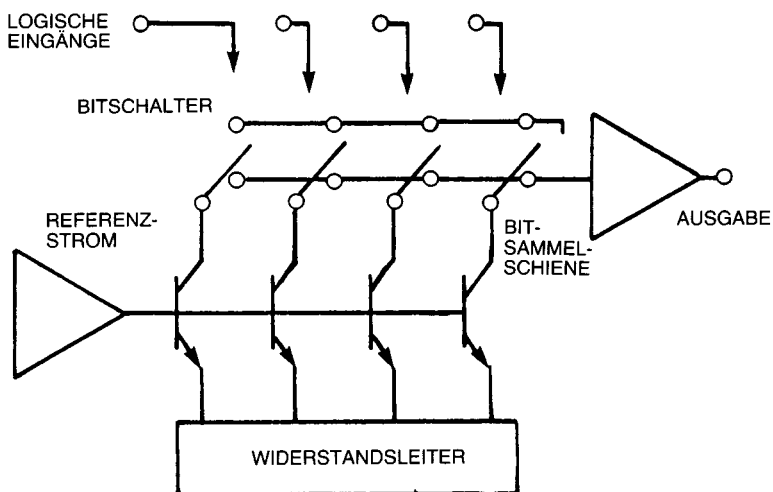 LOGISCHE
EINGÄNGE
BITSCHALTER
REFERENZ-
STROM
BIT-
SAMMEL-
SCHIENE
AUSGABE
WIDERSTANDSLEITER